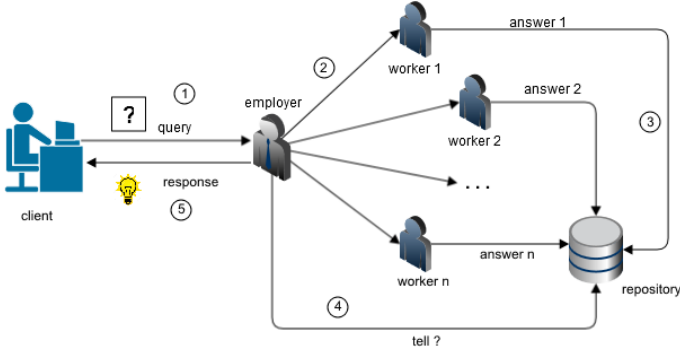 answer 1
2
worker 1
1
employer
answer 2
?
3
query
worker 2
response
. . .
5
client
answer n
worker n
repository
4
tell ?